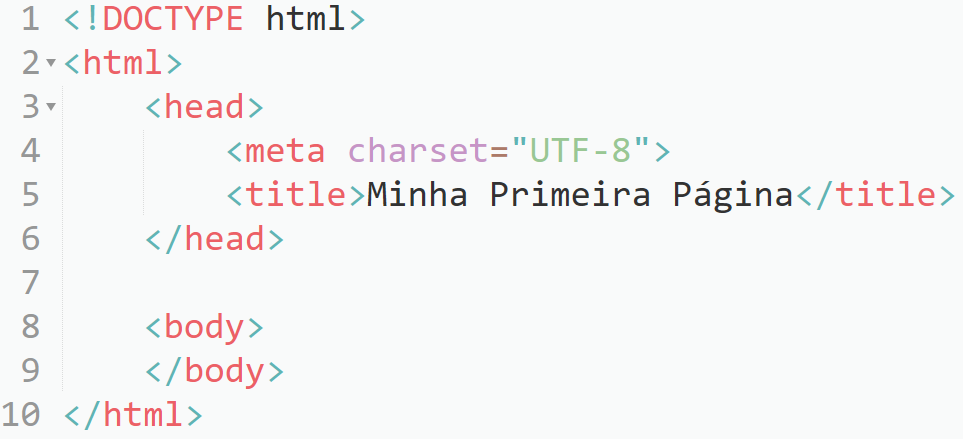 1 <!DOCTYPE html>
2 <html>
3 <head>
4 <meta charset="UTF-8">
5 <title>Minha Primeira Página</title>
6 </head>
7
8 <body>
9 </body>
10 </html>